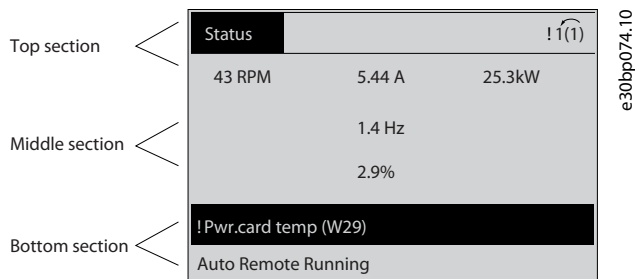 Status !1(1)
Top section
43 RPM 5.44 A 25.3kW
1.4 Hz
Middle section
2.9%
!Pwr.card temp (W29)
Bottom section
Auto Remote Running
e30bp074.10